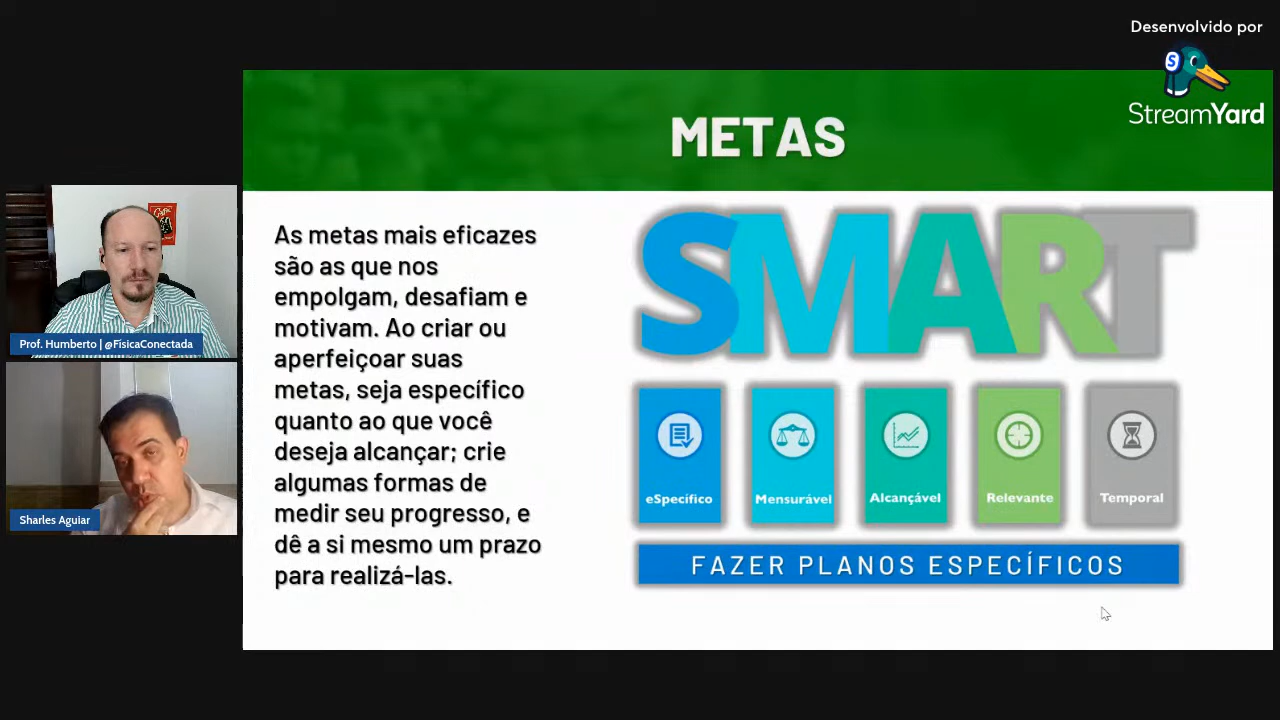 Desenvolvido por
StreamYard
METAS
As metas mais eficazes
são as que nos
empolgam, desafiam e
motivam. Ao criar ou
aperfeiçoar suas
metas, seja específico
quanto ao que você
deseja alcançar; crie
algumas formas de
medir seu progresso, e
dê a si mesmo um prazo
para realizá-las.
SMART
eSpecífico
Mensurável
Alcançável
Relevante
Temporal
FAZER PLANOS ESPECÍFICOS
Prof. Humberto | @FísicaConectada
Sharles Aguiar